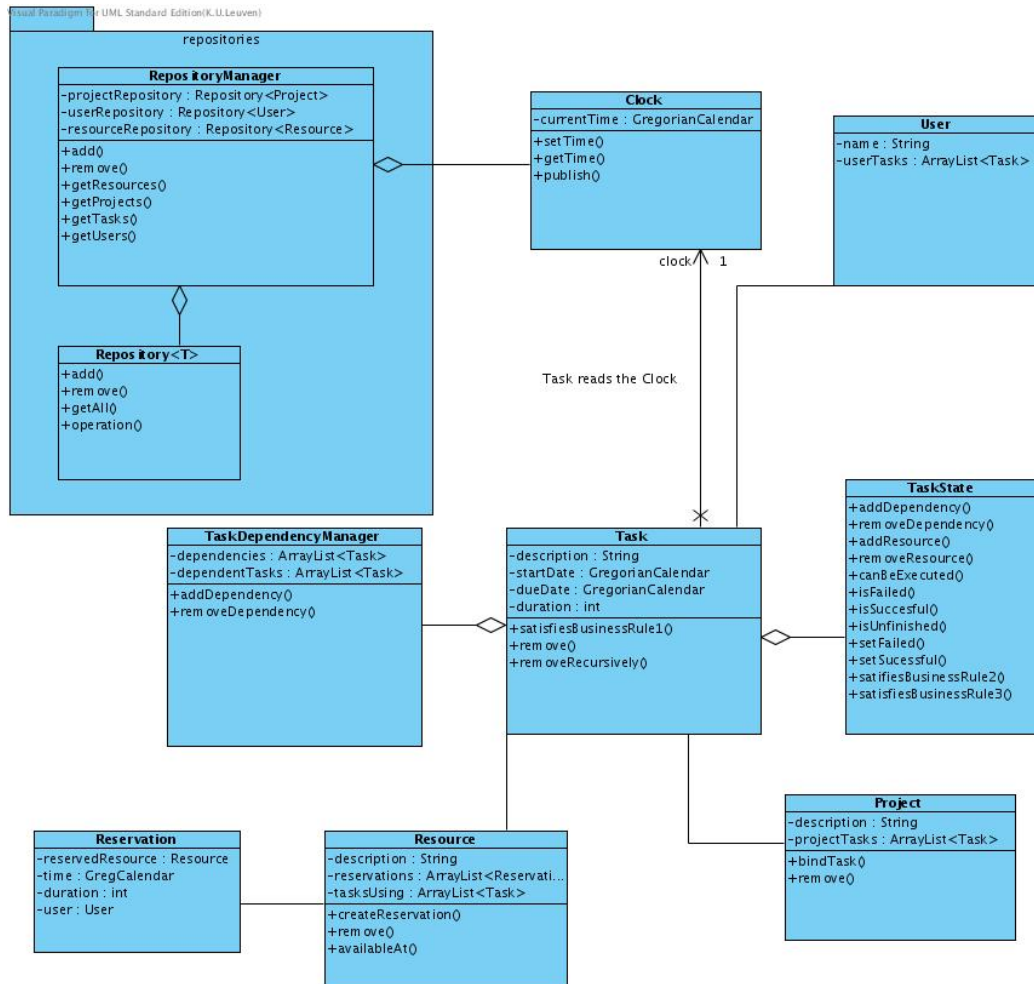 Visual Paradigm for UML Standard Edition(K.U.Leuven)
repositories
RepositoryManager
-projectRepository : Repository<Project>
-userRepository : Repository<User>
-resourceRepository : Repository<Resource>
+add()
+remove()
+getResources()
+getProjects()
+getTasks()
+getUsers()
Repository<T>
+add()
+remove()
+getAll()
+operation()
Clock
-currentTime : GregorianCalendar
+setTime()
+getTime()
+publish()
User
-name : String
-userTasks : ArrayList<Task>
clock 1
Task reads the Clock
TaskDependencyManager
-dependencies : ArrayList<Task>
-dependentTasks : ArrayList<Task>
+addDependency()
+removeDependency()
Task
-description : String
-startDate : GregorianCalendar
-dueDate : GregorianCalendar
-duration : int
+satisfiesBusinessRule1()
+remove()
+removeRecursively()
TaskState
+addDependency()
+removeDependency()
+addResource()
+removeResource()
+canBeExecuted()
+isFailed()
+isSuccesful()
+isUnfinished()
+setFailed()
+setSucessful()
+satifiesBusinessRule2()
+satisfiesBusinessRule3()
Reservation
-reservedResource : Resource
-time : GregCalendar
-duration : int
-user : User
Resource
-description : String
-reservations : ArrayList<Reservati...
-tasksUsing : ArrayList<Task>
+createReservation()
+remove()
+availableAt()
Project
-description : String
-projectTasks : ArrayList<Task>
+bindTask()
+remove()